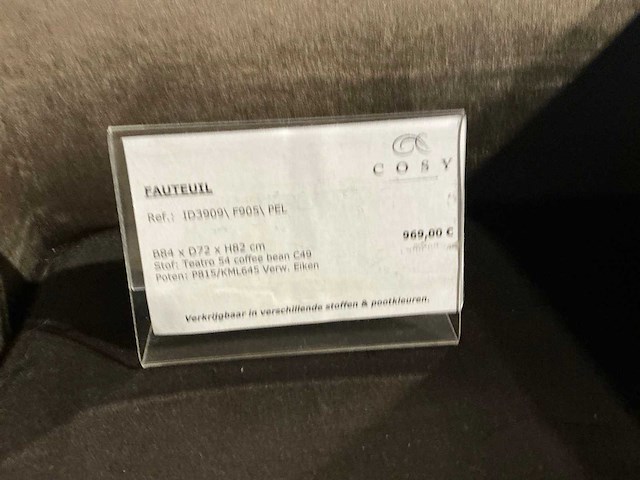 COSY
FAUTEUIL
Ref.: ID3909\ F905\ PEL
969,00 €
B84 x D72 x H82 cm
Stof: Teatro 54 coffee bean C49
Poten: P815/KML645 Verw. Eiken
Verkrijgbaar in verschillende stoffen & pootkleuren.